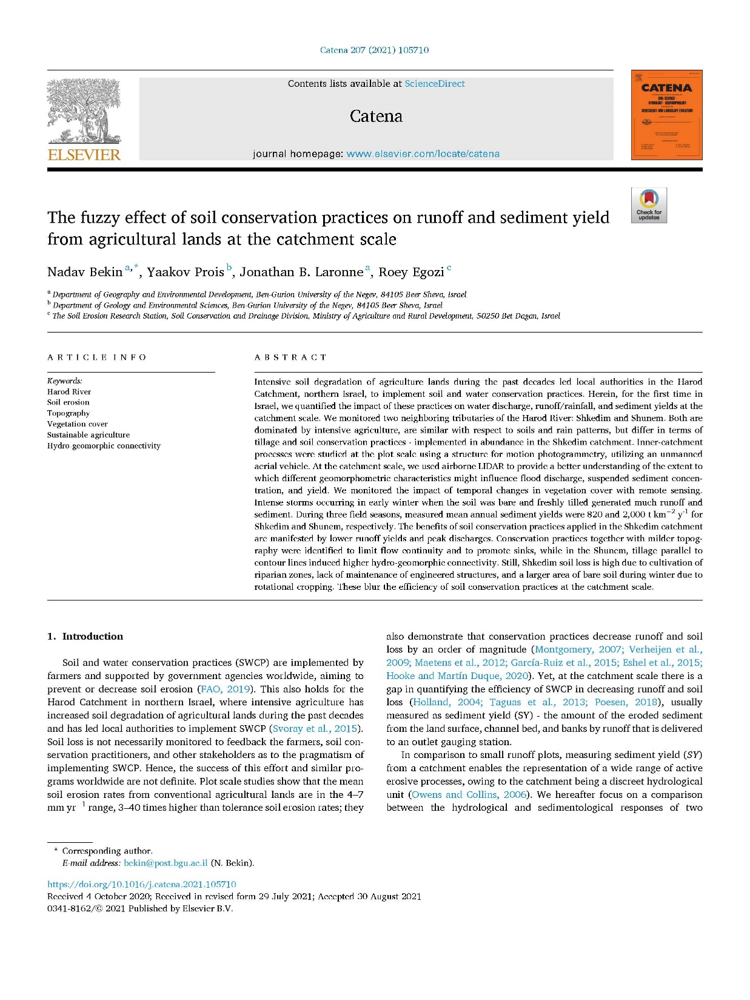 Catena 207 (2021) 105710
Contents lists available at ScienceDirect
Catena
journal homepage: www.elsevier.com/locate/catena
ELSEVIER
CATENA
SOIL SCIENCE -
HYDROLOGY - GEOMORPHOLOGY
GEOECOLOGY AND LANDSCAPE EVOLUTION
Check for
updates
The fuzzy effect of soil conservation practices on runoff and sediment yield
from agricultural lands at the catchment scale
Nadav Bekin a,*, Yaakov Prois b, Jonathan B. Laronne a, Roey Egozi c
a Department of Geography and Environmental Development, Ben-Gurion University of the Negev, 84105 Beer Sheva, Israel
b Department of Geology and Environmental Sciences, Ben-Gurion University of the Negev, 84105 Beer Sheva, Israel
c The Soil Erosion Research Station, Soil Conservation and Drainage Division, Ministry of Agriculture and Rural Development, 50250 Bet Dagan, Israel
ARTICLE INFO
Keywords:
Harod River
Soil erosion
Topography
Vegetation cover
Sustainable agriculture
Hydro-geomorphic connectivity
ABSTRACT
Intensive soil degradation of agriculture lands during the past decades led local authorities in the Harod
Catchment, northern Israel, to implement soil and water conservation practices. Herein, for the first time in
Israel, we quantified the impact of these practices on water discharge, runoff/rainfall, and sediment yields at the
catchment scale. We monitored two neighboring tributaries of the Harod River: Shkedim and Shunem. Both are
dominated by intensive agriculture, are similar with respect to soils and rain patterns, but differ in terms of
tillage and soil conservation practices - implemented in abundance in the Shkedim catchment. Inner-catchment
processes were studied at the plot scale using a structure for motion photogrammetry, utilizing an unmanned
aerial vehicle. At the catchment scale, we used airborne LIDAR to provide a better understanding of the extent to
which different geomorphometric characteristics might influence flood discharge, suspended sediment concen-
tration, and yield. We monitored the impact of temporal changes in vegetation cover with remote sensing.
Intense storms occurring in early winter when the soil was bare and freshly tilled generated much runoff and
sediment. During three field seasons, measured mean annual sediment yields were 820 and 2,000 t km−2 y-1 for
Shkedim and Shunem, respectively. The benefits of soil conservation practices applied in the Shkedim catchment
are manifested by lower runoff yields and peak discharges. Conservation practices together with milder topog-
raphy were identified to limit flow continuity and to promote sinks, while in the Shunem, tillage parallel to
contour lines induced higher hydro-geomorphic connectivity. Still, Shkedim soil loss is high due to cultivation of
riparian zones, lack of maintenance of engineered structures, and a larger area of bare soil during winter due to
rotational cropping. These blur the efficiency of soil conservation practices at the catchment scale.
1. Introduction
Soil and water conservation practices (SWCP) are implemented by
farmers and supported by government agencies worldwide, aiming to
prevent or decrease soil erosion (FAO, 2019). This also holds for the
Harod Catchment in northern Israel, where intensive agriculture has
increased soil degradation of agricultural lands during the past decades
and has led local authorities to implement SWCP (Svoray et al., 2015).
Soil loss is not necessarily monitored to feedback the farmers, soil con-
servation practitioners, and other stakeholders as to the pragmatism of
implementing SWCP. Hence, the success of this effort and similar pro-
grams worldwide are not definite. Plot scale studies show that the mean
soil erosion rates from conventional agricultural lands are in the 4–7
mm yr−1 range, 3–40 times higher than tolerance soil erosion rates; they
also demonstrate that conservation practices decrease runoff and soil
loss by an order of magnitude (Montgomery, 2007; Verheijen et al.,
2009; Maetens et al., 2012; García-Ruiz et al., 2015; Eshel et al., 2015;
Hooke and Martín Duque, 2020). Yet, at the catchment scale there is a
gap in quantifying the efficiency of SWCP in decreasing runoff and soil
loss (Holland, 2004; Taguas et al., 2013; Poesen, 2018), usually
measured as sediment yield (SY) - the amount of the eroded sediment
from the land surface, channel bed, and banks by runoff that is delivered
to an outlet gauging station.
In comparison to small runoff plots, measuring sediment yield (SY)
from a catchment enables the representation of a wide range of active
erosive processes, owing to the catchment being a discreet hydrological
unit (Owens and Collins, 2006). We hereafter focus on a comparison
between the hydrological and sedimentological responses of two
* Corresponding author.
E-mail address: bekin@post.bgu.ac.il (N. Bekin).
https://doi.org/10.1016/j.catena.2021.105710
Received 4 October 2020; Received in revised form 29 July 2021; Accepted 30 August 2021
0341-8162/© 2021 Published by Elsevier B.V.